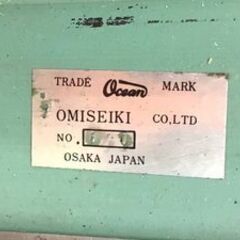 TRADE Ocean MARK
OMISEIKI CO,LTD
NO.
OSAKA JAPAN